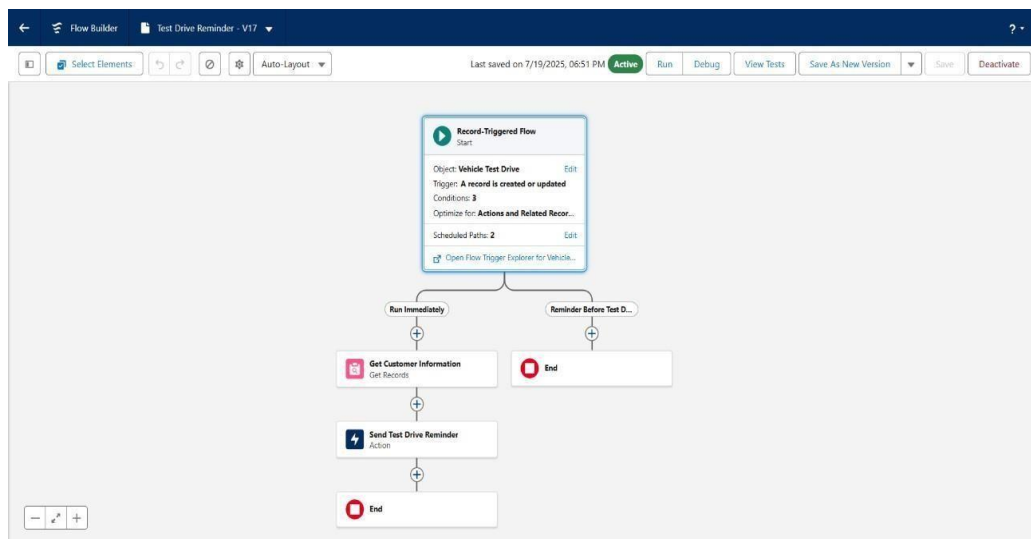 Flow Builder
Test Drive Reminder - V17
?
Select Elements
Auto-Layout
Last saved on 7/19/2025, 06:51 PM
Active
Run
Debug
View Tests
Save As New Version
Save
Deactivate
Record-Triggered Flow
Start
Object: Vehicle Test Drive
Edit
Trigger: A record is created or updated
Conditions: 3
Optimize for: Actions and Related Recor...
Scheduled Paths: 2
Edit
Open Flow Trigger Explorer for Vehicle...
Run Immediately
Reminder Before Test D...
Get Customer Information
Get Records
End
Send Test Drive Reminder
Action
End